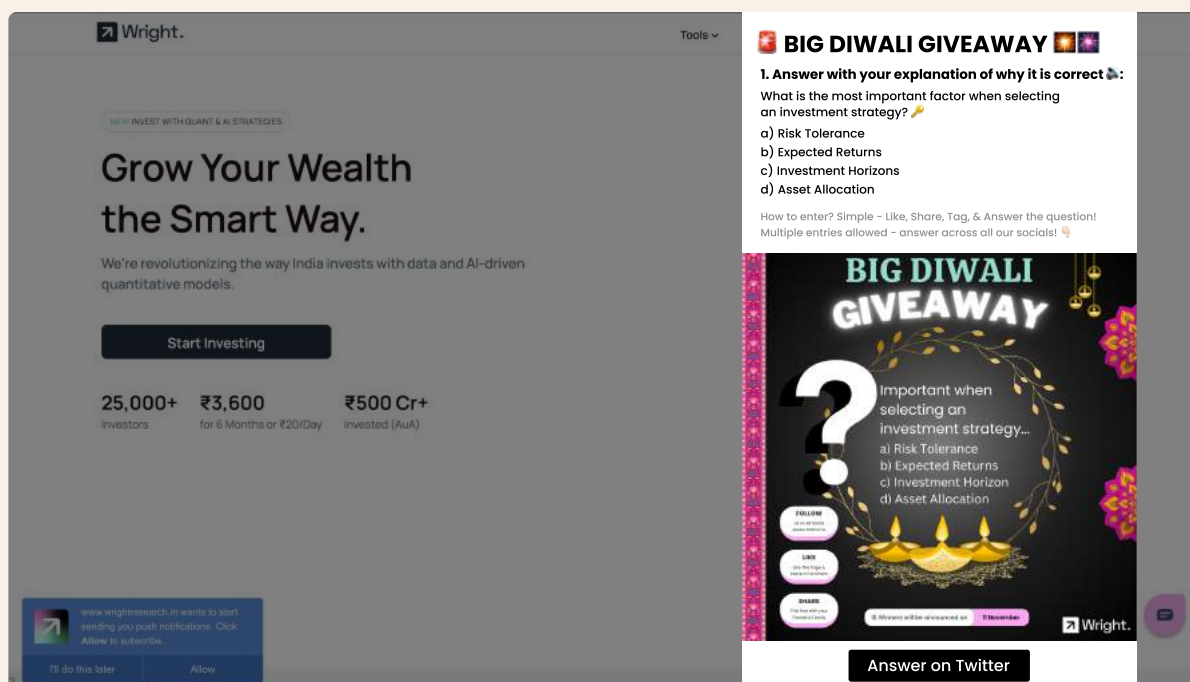 Wright.
Tools
NEW INVEST WITH QUANT & AI STRATEGIES
Grow Your Wealth
the Smart Way.
We're revolutionizing the way India invests with data and AI-driven
quantitative models.
Start Investing
25,000+ ₹3,600 ₹500 Cr+
Investors for 6 Months or ₹20/Day Invested (AuA)
www.wrightresearch.in wants to start
sending you push notifications. Click
Allow to subscribe.
I'll do this later Allow
BIG DIWALI GIVEAWAY
1. Answer with your explanation of why it is correct :
What is the most important factor when selecting
an investment strategy?
a) Risk Tolerance
b) Expected Returns
c) Investment Horizons
d) Asset Allocation
How to enter? Simple - Like, Share, Tag, & Answer the question!
Multiple entries allowed - answer across all our socials!
BIG DIWALI
GIVEAWAY
?
Important when
selecting an
investment strategy...
a) Risk Tolerance
b) Expected Returns
c) Investment Horizon
d) Asset Allocation
FOLLOW
LIKE
SHARE
Winners will be announced on 11 November
Wright.
Answer on Twitter